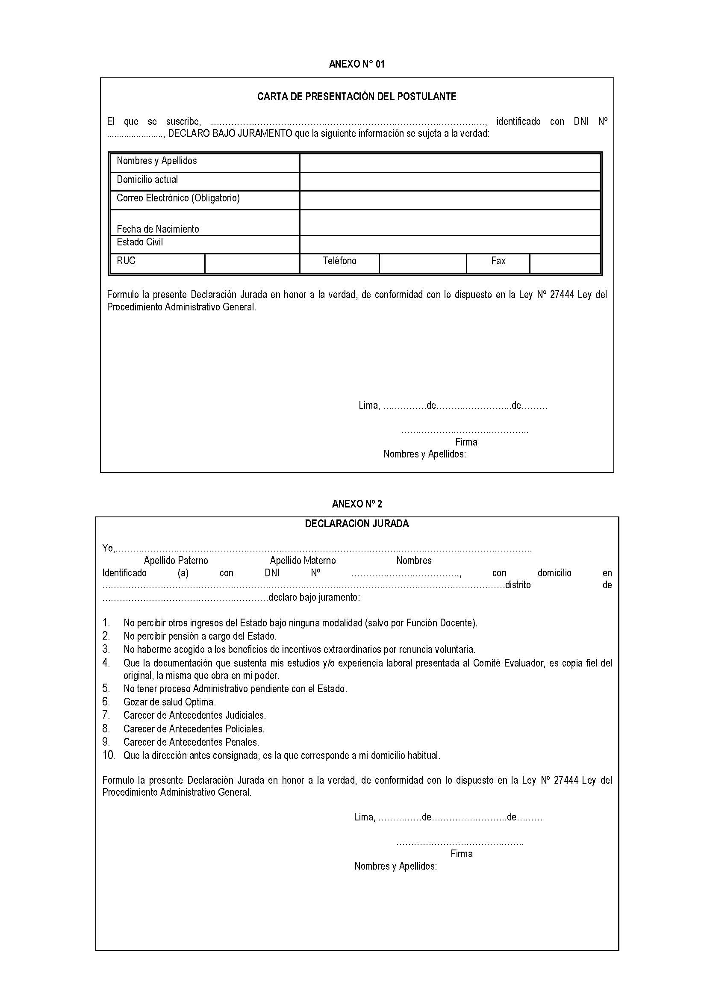 ANEXO N° 01
CARTA DE PRESENTACIÓN DEL POSTULANTE
El que se suscribe, ……………………………………………………………………………………, identificado con DNI Nº
......................., DECLARO BAJO JURAMENTO que la siguiente información se sujeta a la verdad:
Nombres y Apellidos
Domicilio actual
Correo Electrónico (Obligatorio)
Fecha de Nacimiento
Estado Civil
RUC Teléfono Fax
Formulo la presente Declaración Jurada en honor a la verdad, de conformidad con lo dispuesto en la Ley Nº 27444 Ley del
Procedimiento Administrativo General.
Lima, ……………de……………………..de………
……………………………………..
Firma
Nombres y Apellidos:
ANEXO Nº 2
DECLARACION JURADA
Yo,………………………………………………………………………………………………………………………………….
Apellido Paterno Apellido Materno Nombres
Identificado (a) con DNI Nº ………………………………., con domicilio en
……………………………………………………………………………………………………………………………distrito de
………………………………………………….declaro bajo juramento:
1. No percibir otros ingresos del Estado bajo ninguna modalidad (salvo por Función Docente).
2. No percibir pensión a cargo del Estado.
3. No haberme acogido a los beneficios de incentivos extraordinarios por renuncia voluntaria.
4. Que la documentación que sustenta mis estudios y/o experiencia laboral presentada al Comité Evaluador, es copia fiel del
original, la misma que obra en mi poder.
5. No tener proceso Administrativo pendiente con el Estado.
6. Gozar de salud Optima.
7. Carecer de Antecedentes Judiciales.
8. Carecer de Antecedentes Policiales.
9. Carecer de Antecedentes Penales.
10. Que la dirección antes consignada, es la que corresponde a mi domicilio habitual.
Formulo la presente Declaración Jurada en honor a la verdad, de conformidad con lo dispuesto en la Ley Nº 27444 Ley del
Procedimiento Administrativo General.
Lima, ……………de……………………..de………
……………………………………..
Firma
Nombres y Apellidos: